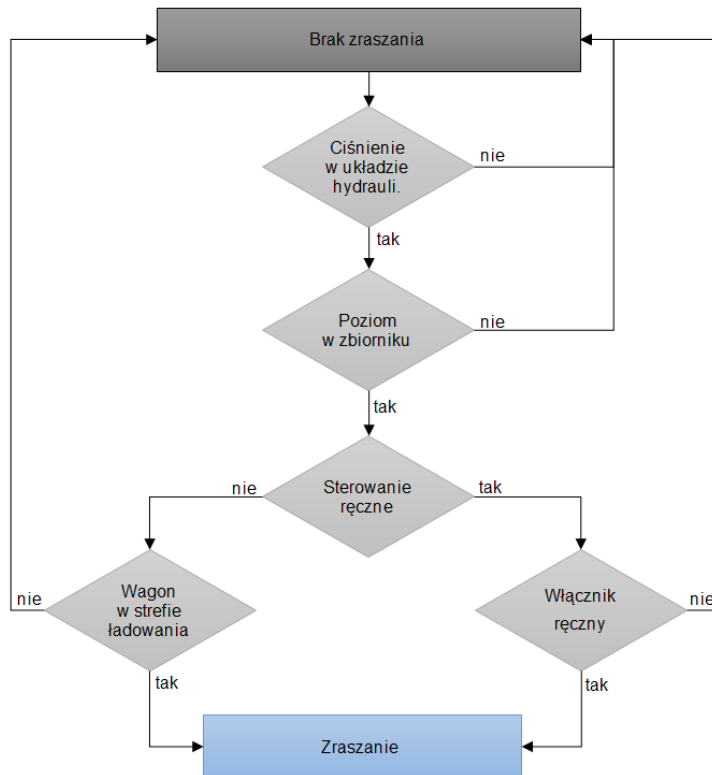 Brak zraszania
Ciśnienie
w układzie
hydrauli.
nie
tak
Poziom
w zbiorniku
nie
tak
Sterowanie
ręczne
nie
tak
Wagon
w strefie
ładowania
nie
tak
Włącznik
ręczny
nie
tak
Zraszanie